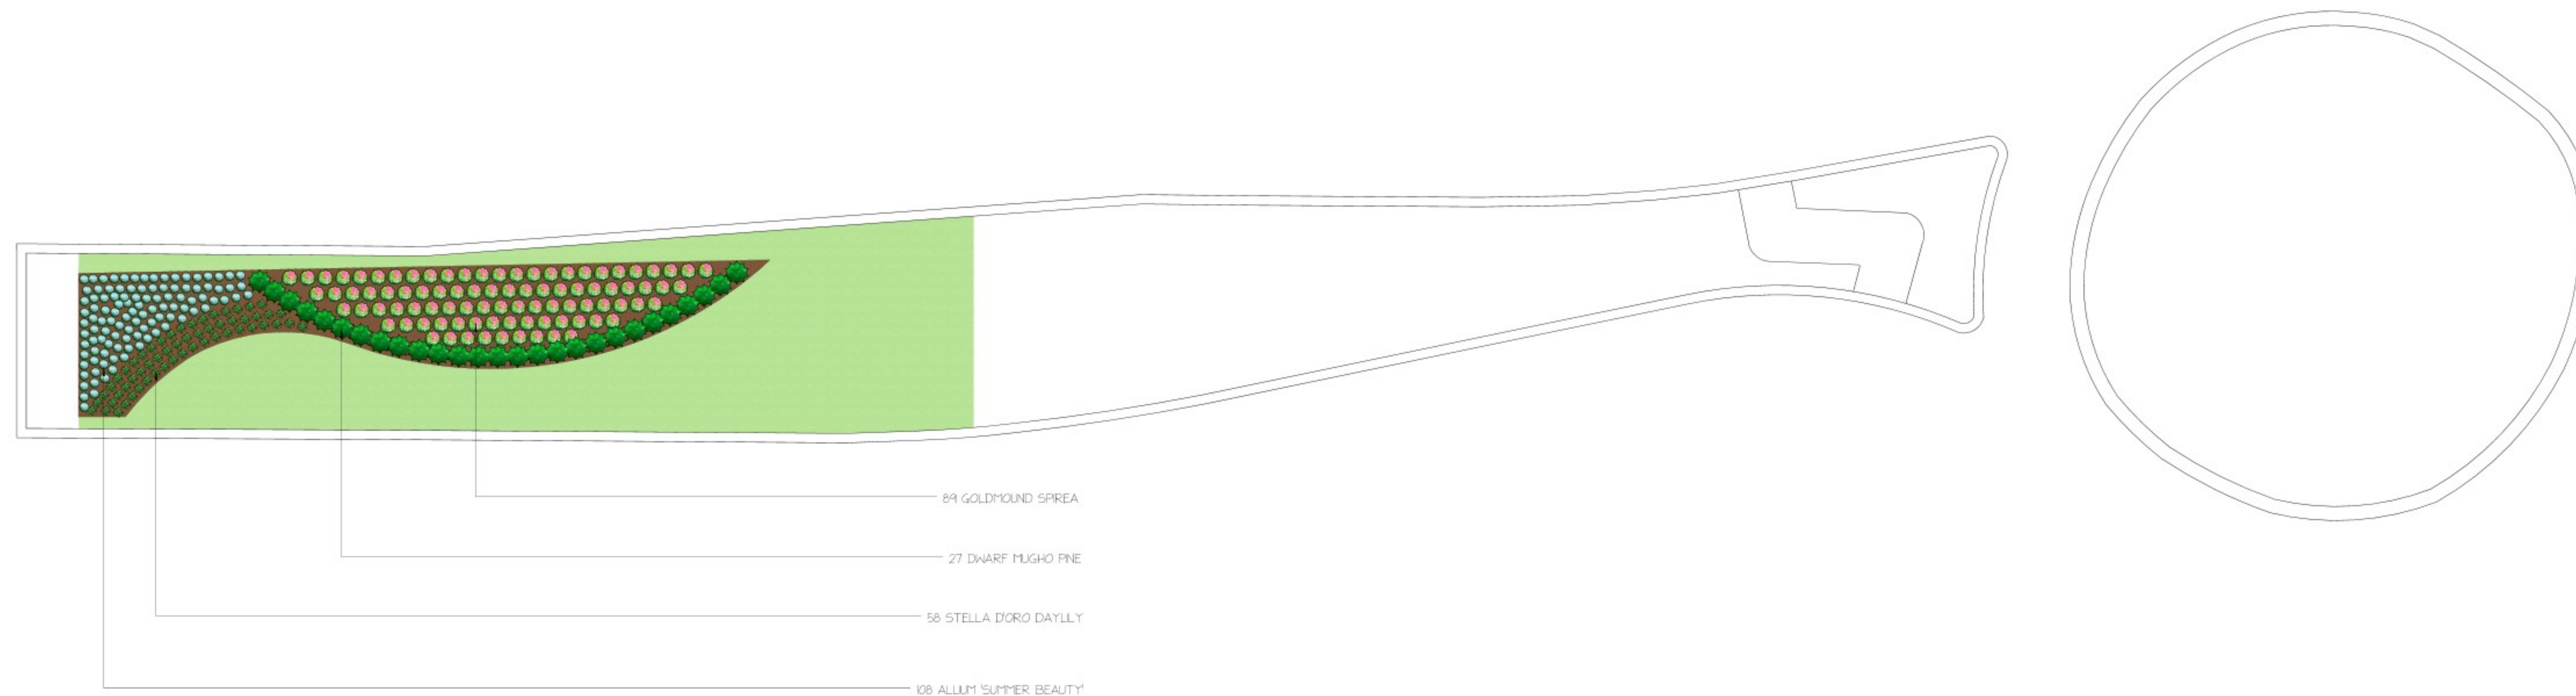 89 GOLDMOUND SPIREA
27 DWARF MUGHO PINE
58 STELLA D'ORO DAYLILY
108 ALLIUM 'SUMMER BEAUTY'